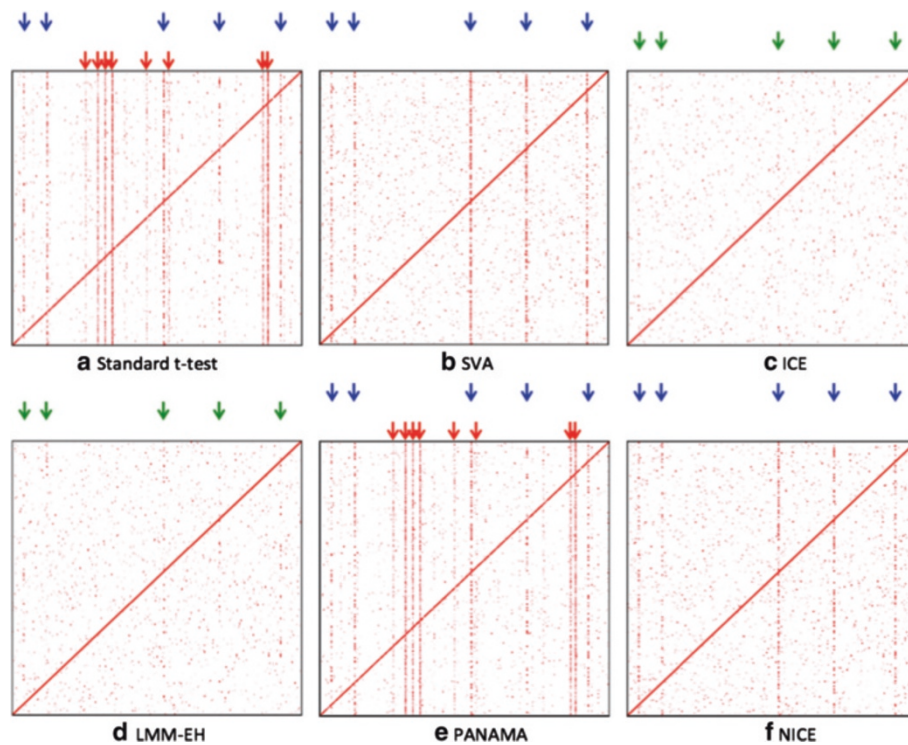 a Standard t-test
b SVA
c ICE
d LMM-EH
e PANAMA
f NICE